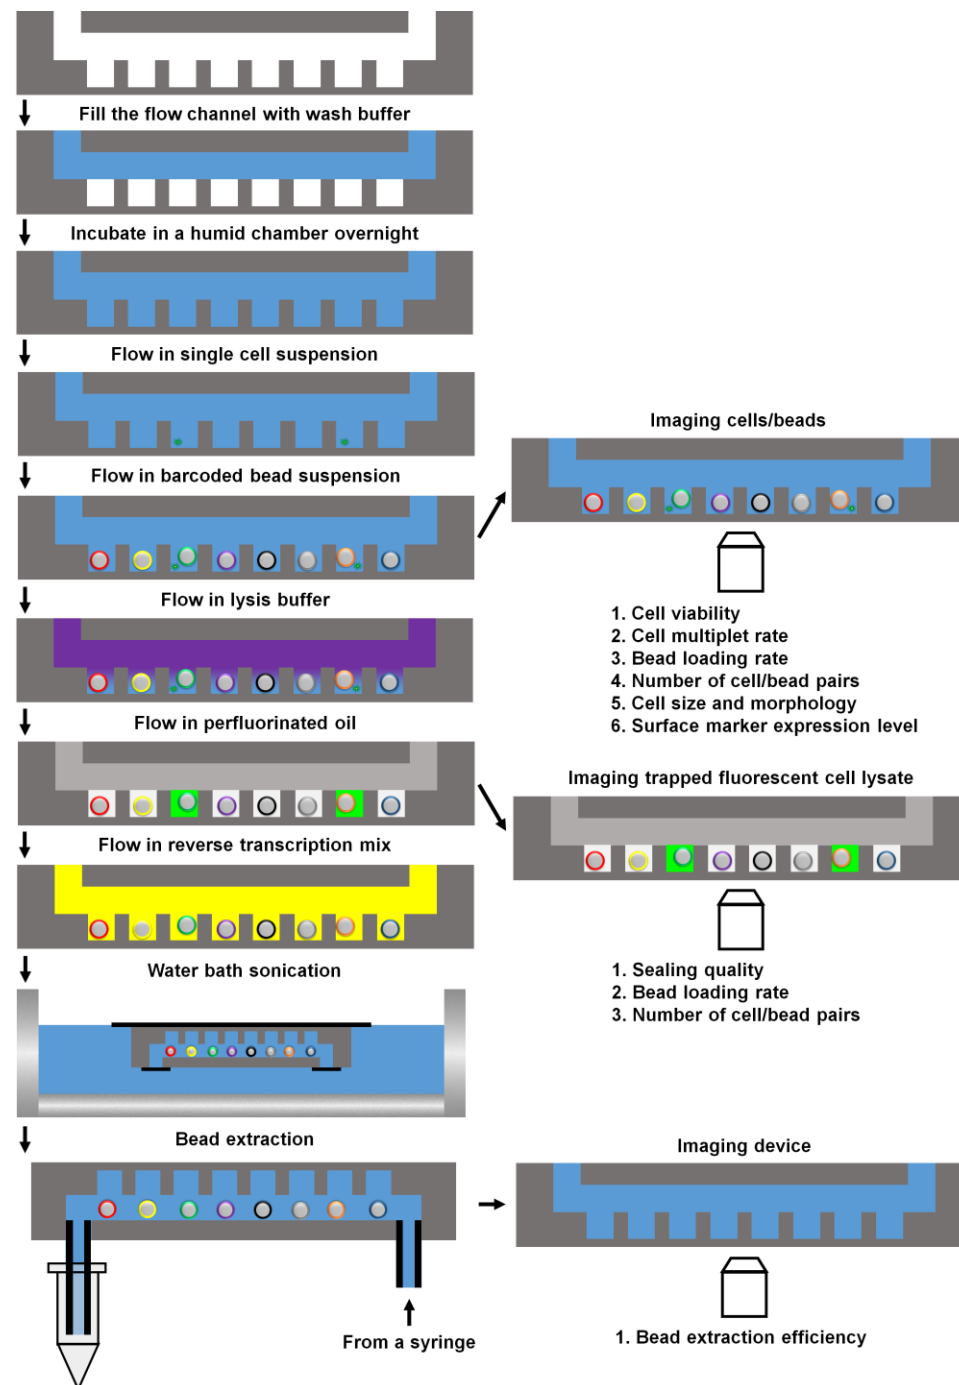 Fill the flow channel with wash buffer
Incubate in a humid chamber overnight
Flow in single cell suspension
Flow in barcoded bead suspension
Imaging cells/beads
1. Cell viability
2. Cell multiplet rate
3. Bead loading rate
4. Number of cell/bead pairs
5. Cell size and morphology
6. Surface marker expression level
Flow in lysis buffer
Flow in perfluorinated oil
Imaging trapped fluorescent cell lysate
1. Sealing quality
2. Bead loading rate
3. Number of cell/bead pairs
Flow in reverse transcription mix
Water bath sonication
Bead extraction
From a syringe
Imaging device
1. Bead extraction efficiency